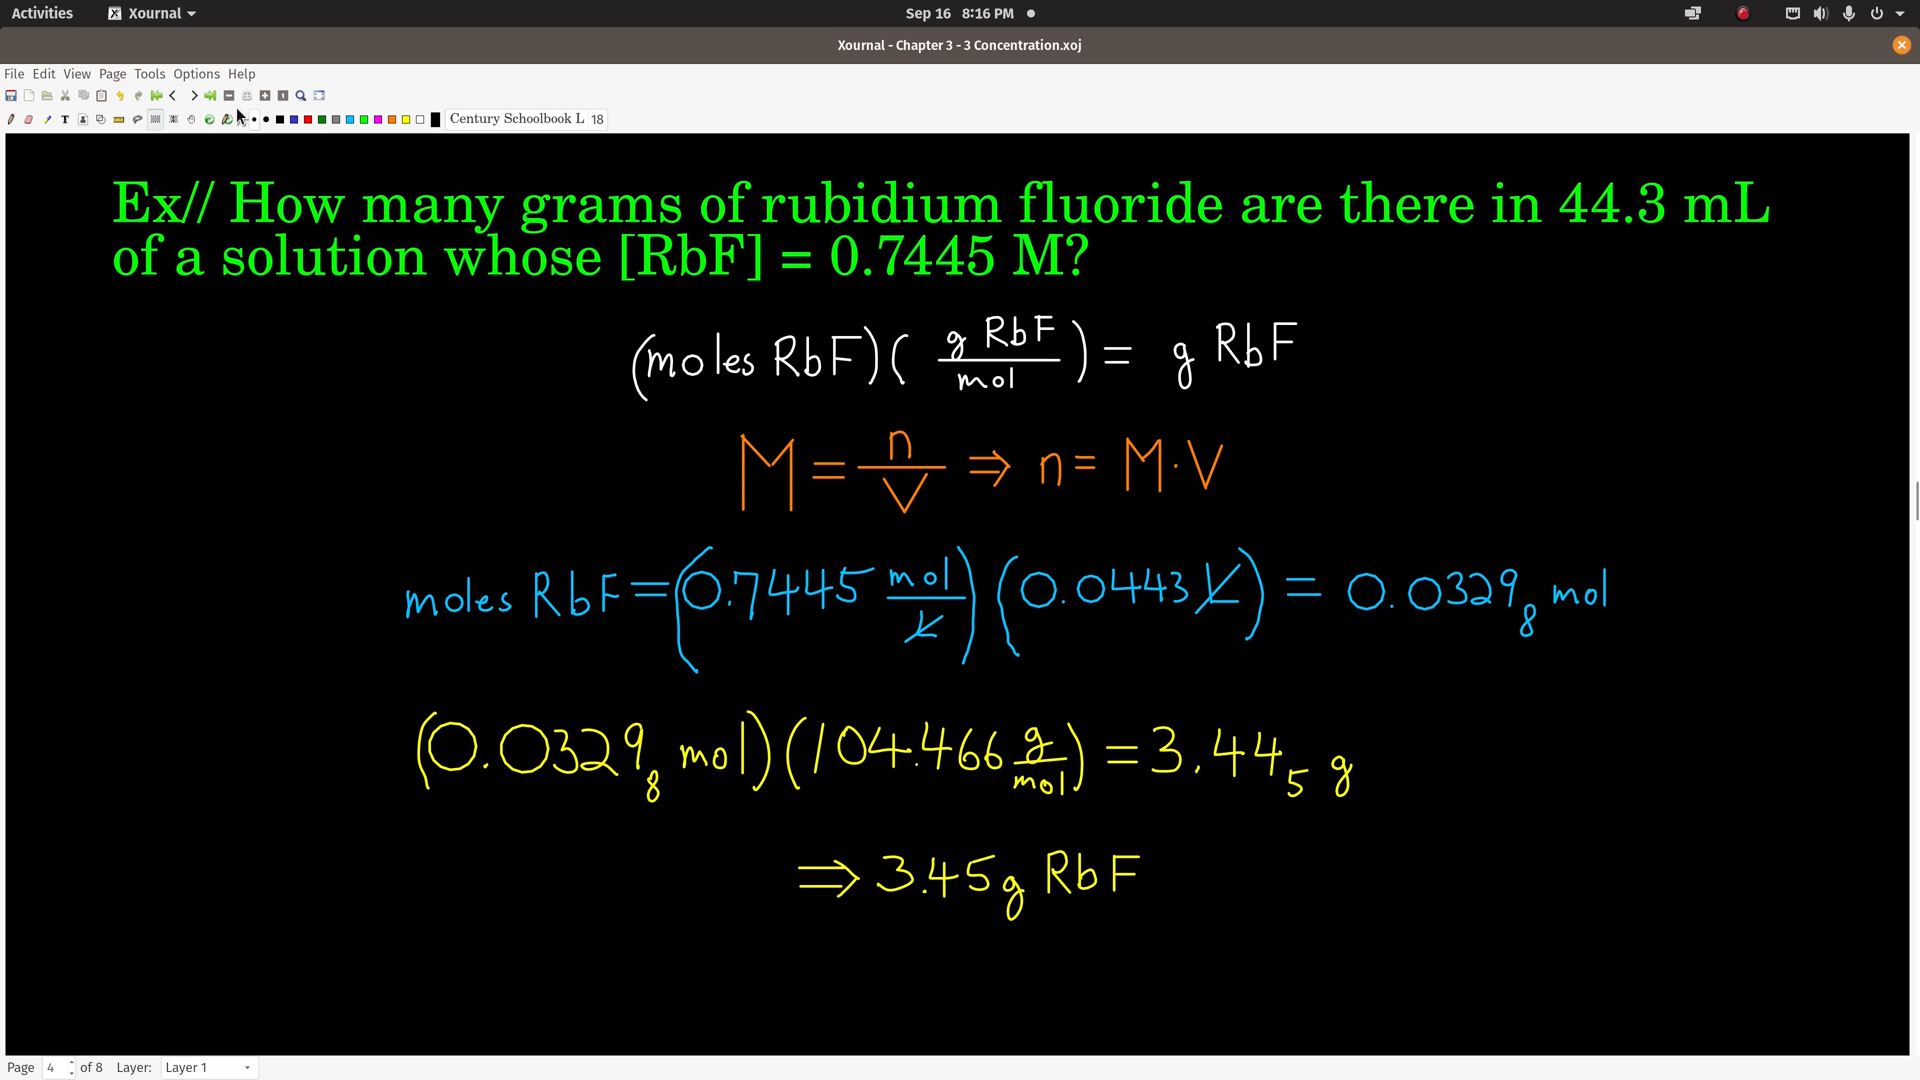 Activities Xournal Sep 16 8:16 PM
Xournal - Chapter 3 - 3 Concentration.xoj
File Edit View Page Tools Options Help
Century Schoolbook L 18
Ex// How many grams of rubidium fluoride are there in 44.3 mL
of a solution whose [RbF] = 0.7445 M?
(moles RbF)( g RbF / mol ) = g RbF
M = n / V ⇒ n = M · V
moles RbF = (0.7445 mol / L) (0.0443 L) = 0.0329₈ mol
(0.0329₈ mol)(104.466 g / mol) = 3.44₅ g
⇒ 3.45 g RbF
Page 4 of 8 Layer: Layer 1